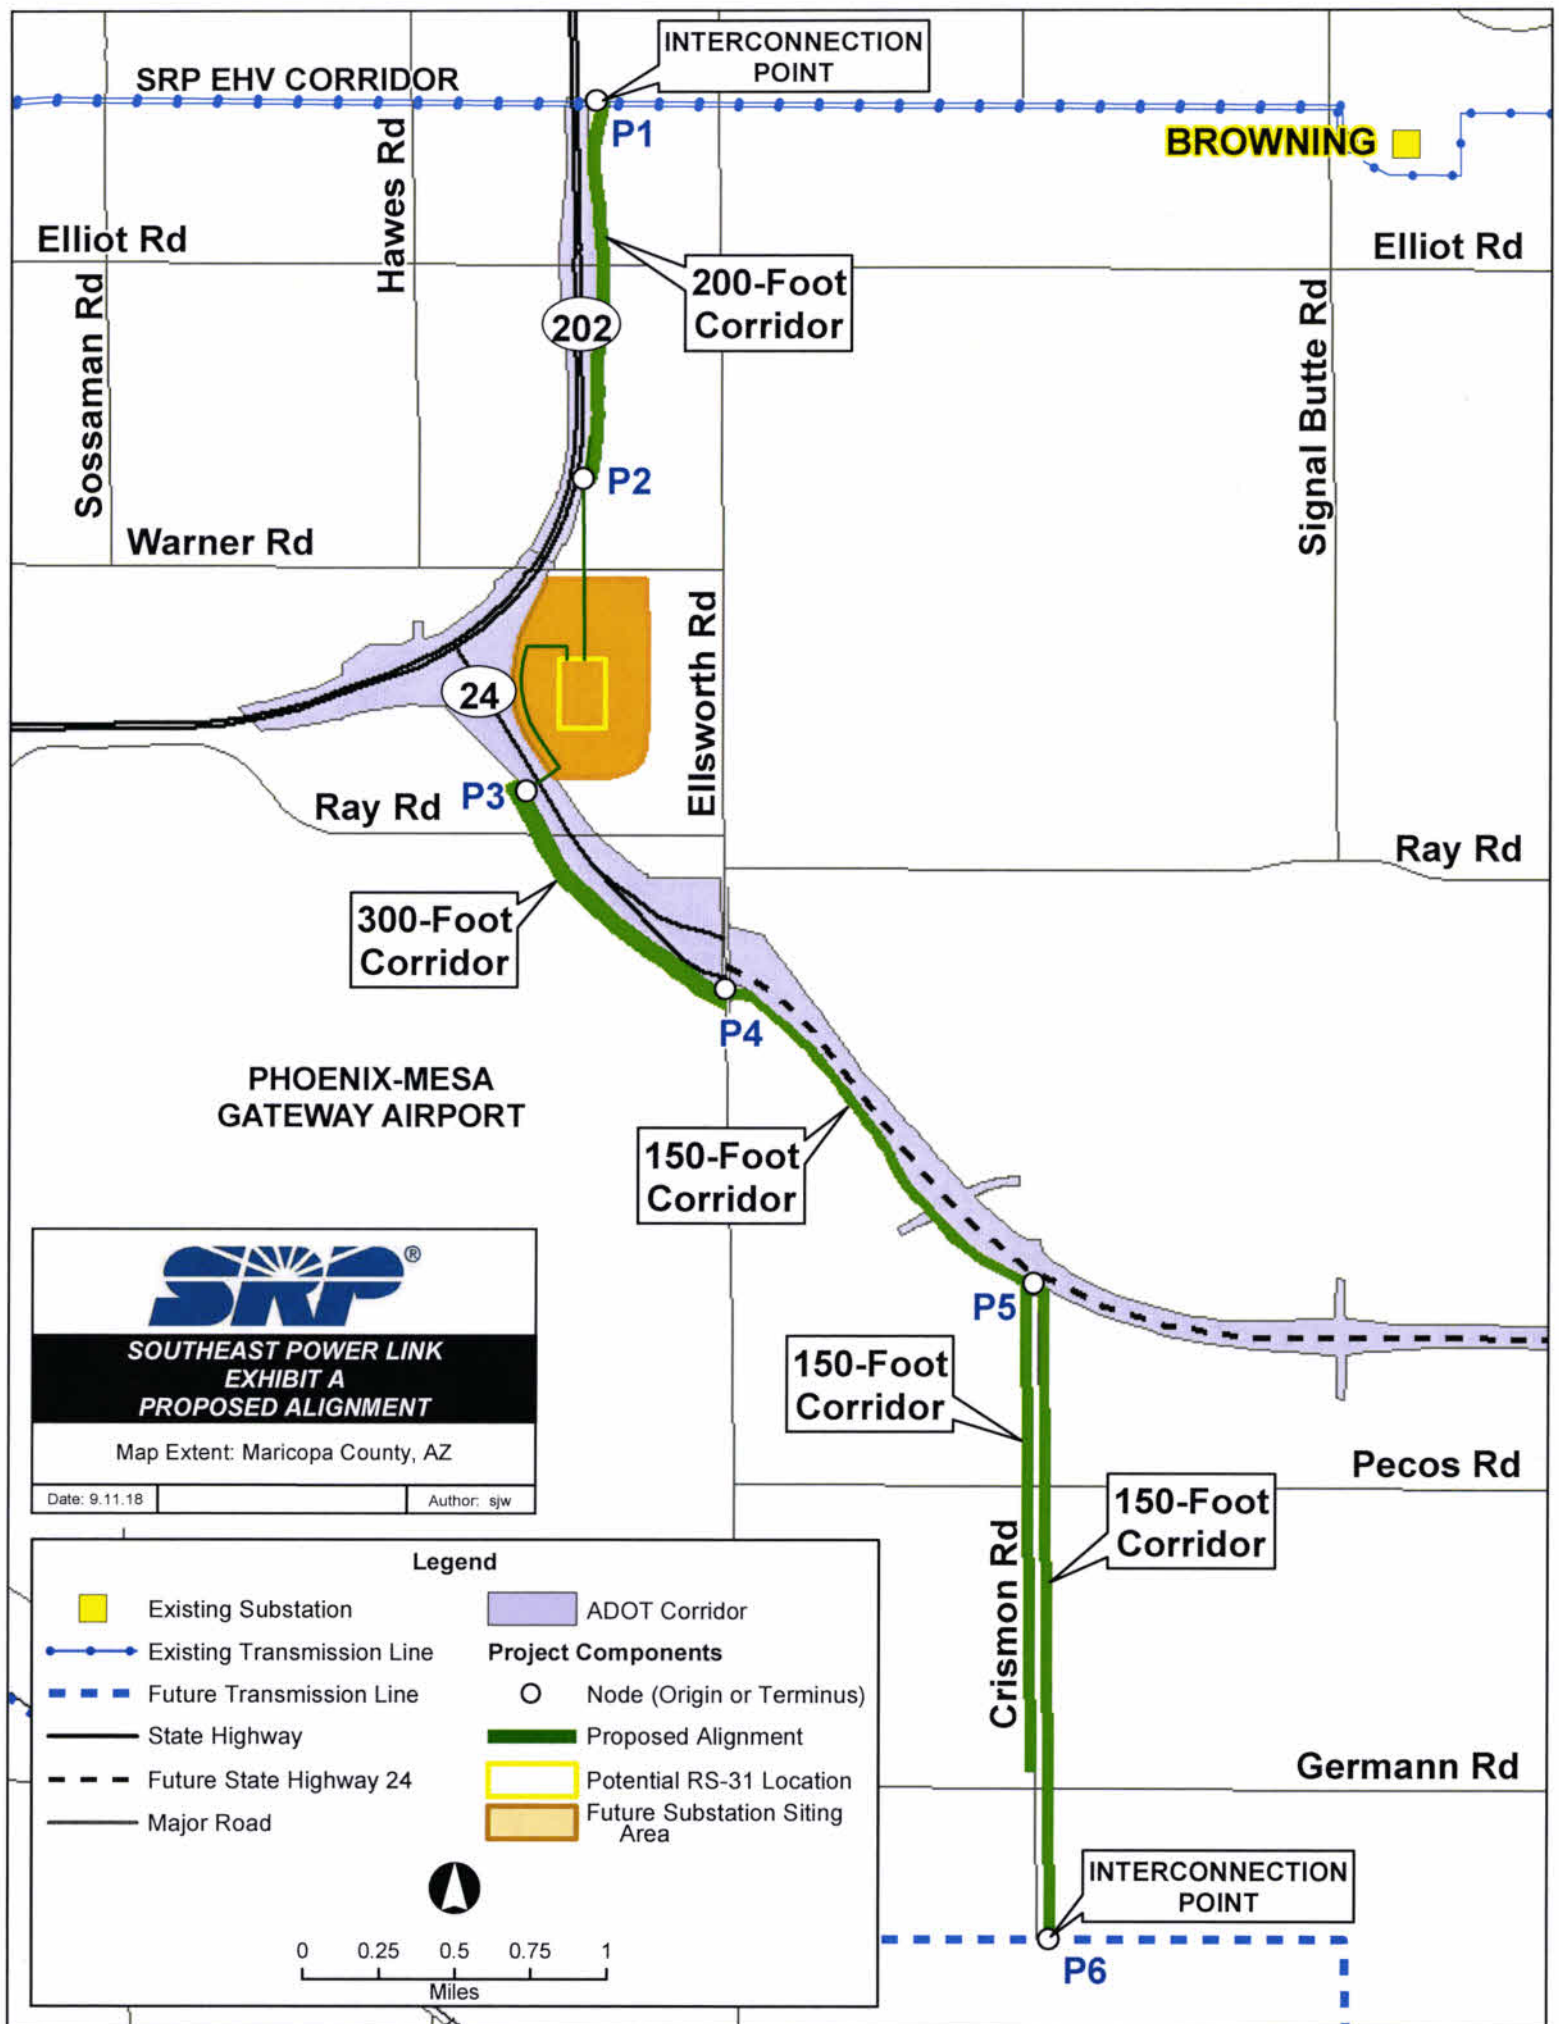 INTERCONNECTION
POINT
SRP EHV CORRIDOR
P1
BROWNING
Hawes Rd
Elliot Rd
Elliot Rd
200-Foot
Corridor
Sossaman Rd
202
Signal Butte Rd
P2
Warner Rd
Ellsworth Rd
24
P3
Ray Rd
Ray Rd
300-Foot
Corridor
P4
PHOENIX-MESA
GATEWAY AIRPORT
150-Foot
Corridor
P5
SRP®
SOUTHEAST POWER LINK
EXHIBIT A
PROPOSED ALIGNMENT
Map Extent: Maricopa County, AZ
Date: 9.11.18
Author: sjw
150-Foot
Corridor
Pecos Rd
150-Foot
Corridor
Crismon Rd
Germann Rd
Legend
Existing Substation
Existing Transmission Line
Future Transmission Line
State Highway
Future State Highway 24
Major Road
ADOT Corridor
Project Components
Node (Origin or Terminus)
Proposed Alignment
Potential RS-31 Location
Future Substation Siting
Area
0 0.25 0.5 0.75 1
Miles
INTERCONNECTION
POINT
P6